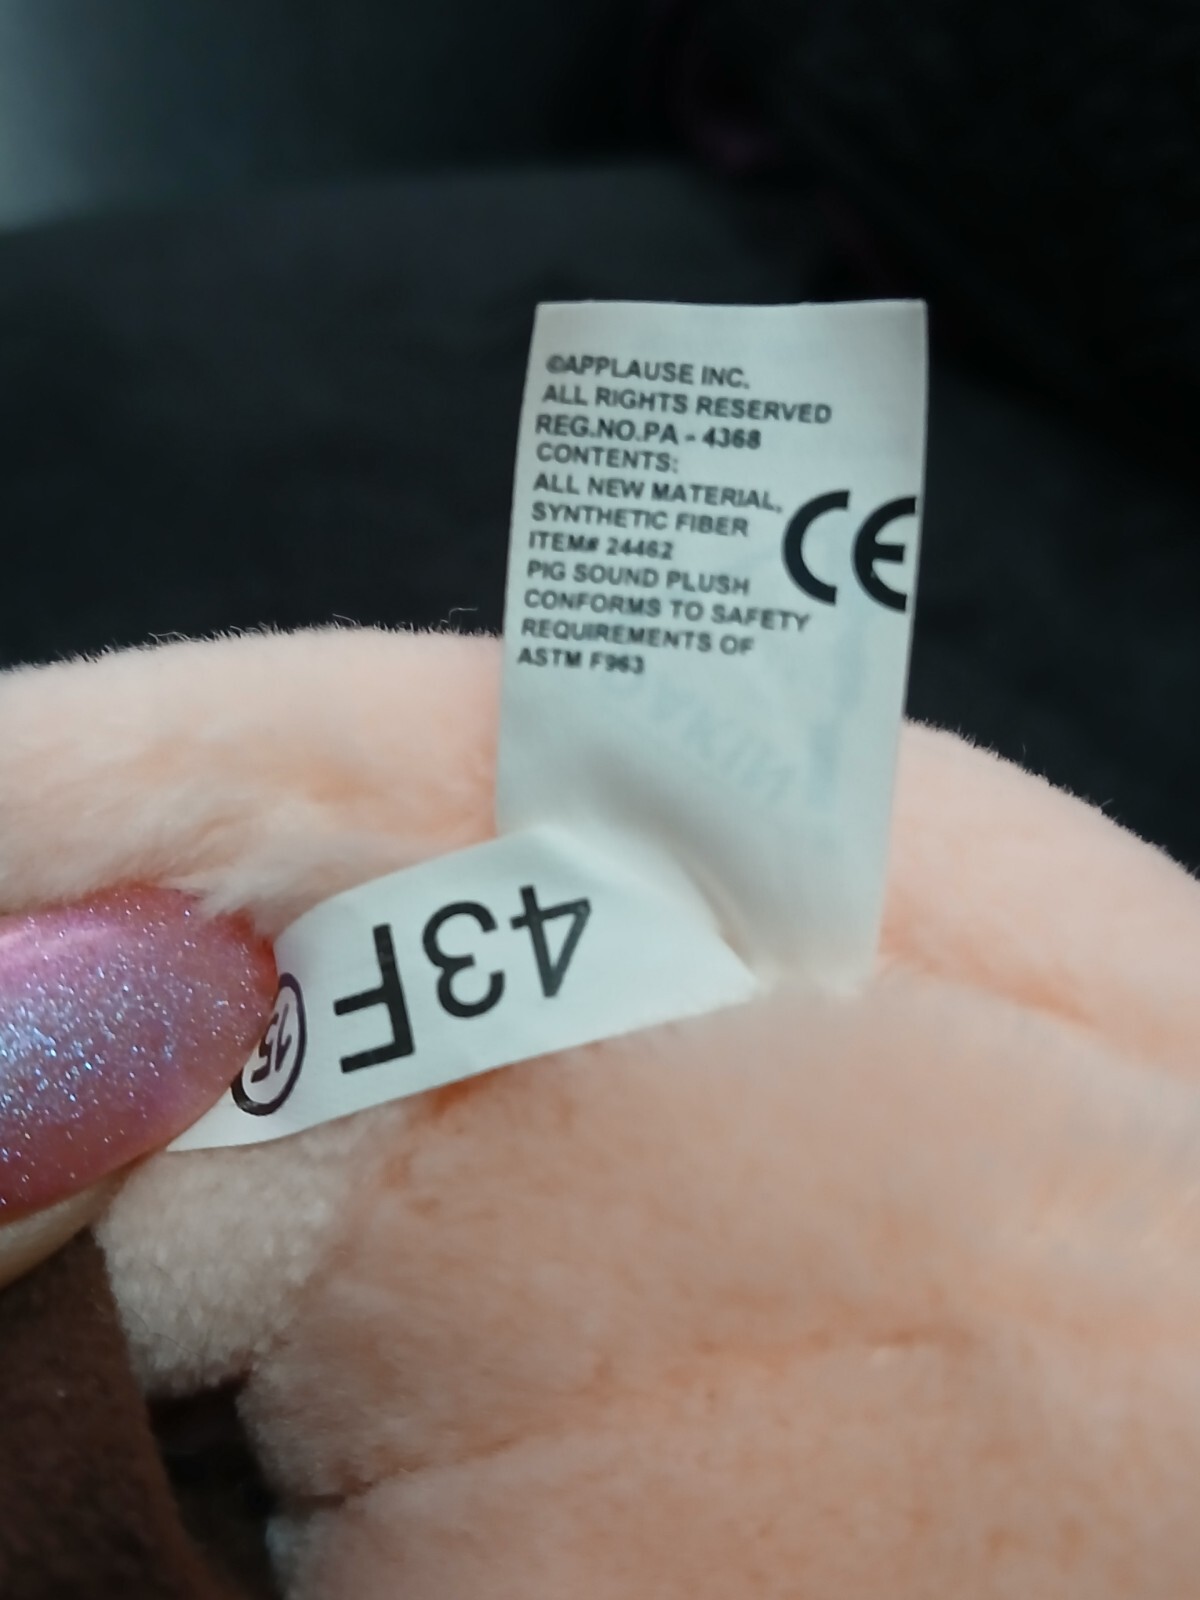 ©APPLAUSE INC.
ALL RIGHTS RESERVED
REG.NO.PA - 4368
CONTENTS:
ALL NEW MATERIAL,
SYNTHETIC FIBER
ITEM# 24462
PIG SOUND PLUSH
CONFORMS TO SAFETY
REQUIREMENTS OF
ASTM F963
CE
43F
15